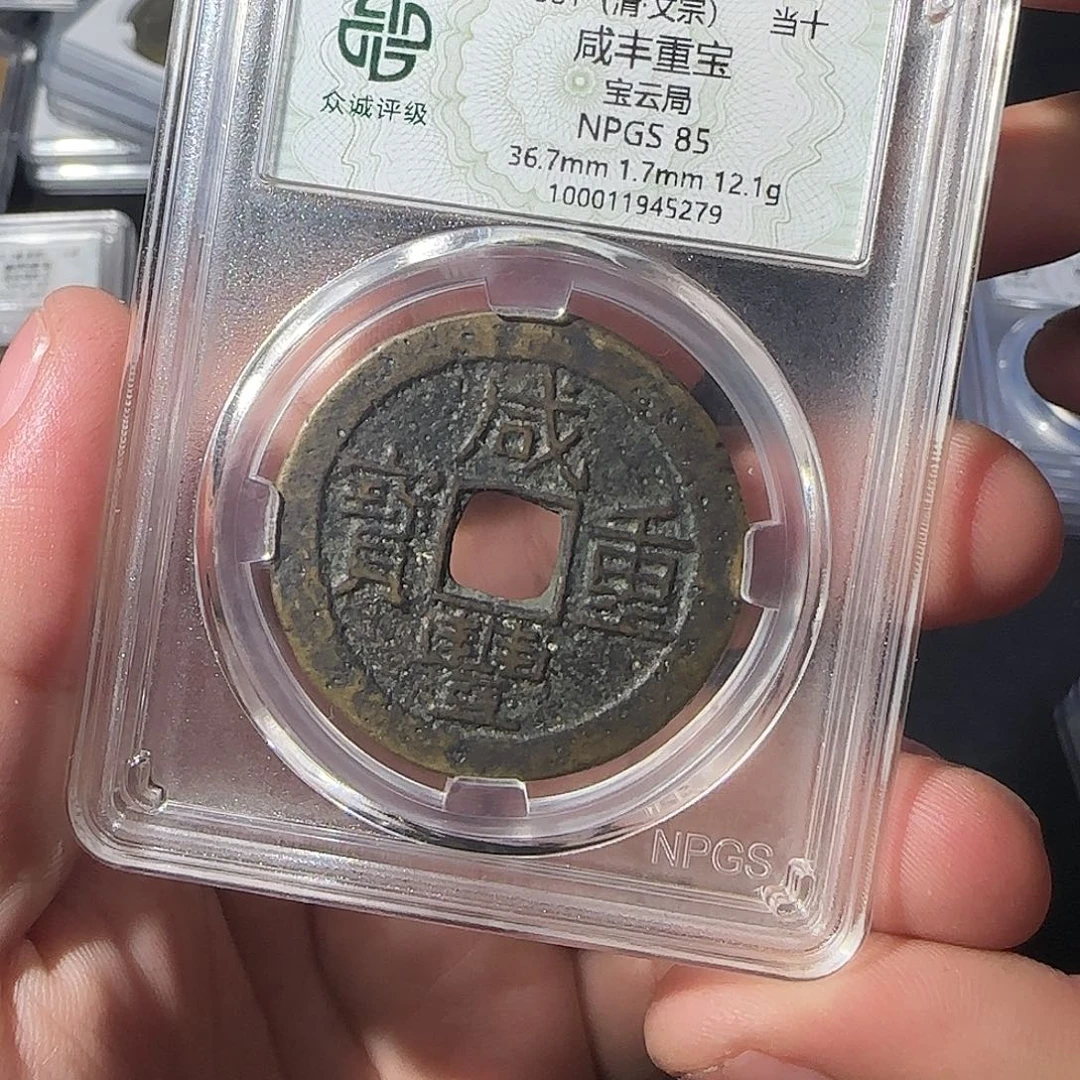 (清·文宗) 当十
咸丰重宝
宝云局
NPGS 85
36.7mm 1.7mm 12.1g
100011945279
众诚评级
咸
重
寶
豐
NPGS